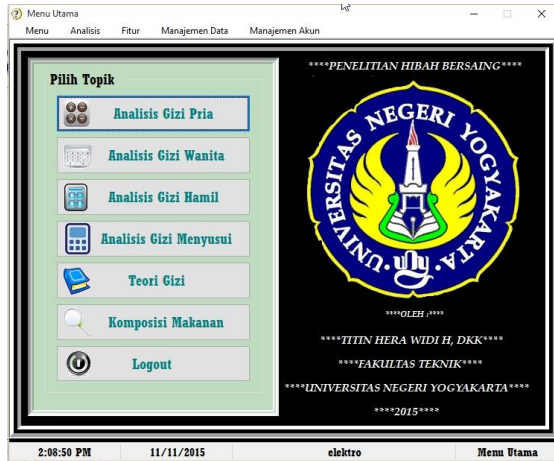 Menu Utama
Menu Analisis Fitur Manajemen Data Manajemen Akun
Pilih Topik
Analisis Gizi Pria
Analisis Gizi Wanita
Analisis Gizi Hamil
Analisis Gizi Menyusui
Teori Gizi
Komposisi Makanan
Logout
****PENELITIAN HIBAH BERSAING****
UNIVERSITAS NEGERI YOGYAKARTA
uny
****OLEH :****
****TITIN HERA WIDI H, DKK****
****FAKULTAS TEKNIK****
****UNIVERSITAS NEGERI YOGYAKARTA****
****2015****
2:08:50 PM 11/11/2015 elektro Menu Utama